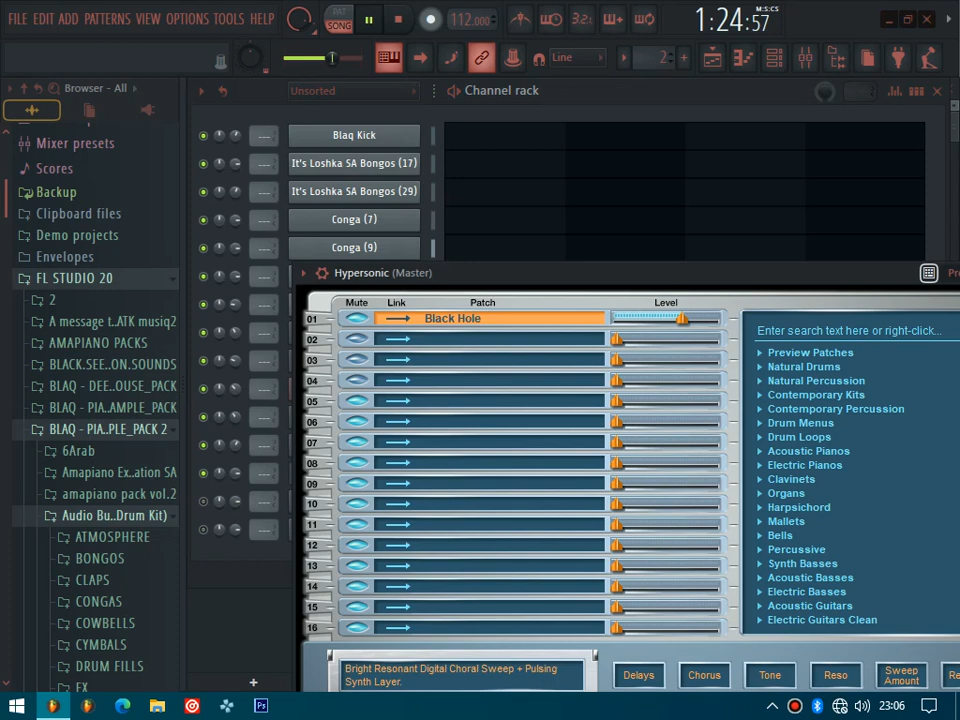 FILE EDIT ADD PATTERNS VIEW OPTIONS TOOLS HELP
PAT
SONG
112.000
3.2.1
1:24:57
M:S:CS
Line
2
Browser - All
Unsorted
Channel rack
Mixer presets
Scores
Backup
Clipboard files
Demo projects
Envelopes
FL STUDIO 20
2
A message t..ATK musiq2
AMAPIANO PACKS
BLACK.SEE..ON.SOUNDS
BLAQ - DEE..OUSE_PACK
BLAQ - PIA..AMPLE_PACK
BLAQ - PIA..PLE_PACK 2
6Arab
Amapiano Ex..ation SA
amapiano pack vol.2
Audio Bu..Drum Kit)
ATMOSPHERE
BONGOS
CLAPS
CONGAS
COWBELLS
CYMBALS
DRUM FILLS
FX
Blaq Kick
It's Loshka SA Bongos (17)
It's Loshka SA Bongos (29)
Conga (7)
Conga (9)
Hypersonic (Master)
Pr
Mute Link Patch Level
01 Black Hole
02
03
04
05
06
07
08
09
10
11
12
13
14
15
16
Enter search text here or right-click...
Preview Patches
Natural Drums
Natural Percussion
Contemporary Kits
Contemporary Percussion
Drum Menus
Drum Loops
Acoustic Pianos
Electric Pianos
Clavinets
Organs
Harpsichord
Mallets
Bells
Percussive
Synth Basses
Acoustic Basses
Electric Basses
Acoustic Guitars
Electric Guitars Clean
Bright Resonant Digital Choral Sweep + Pulsing
Synth Layer.
Delays
Chorus
Tone
Reso
Sweep
Amount
Re
Ps
23:06